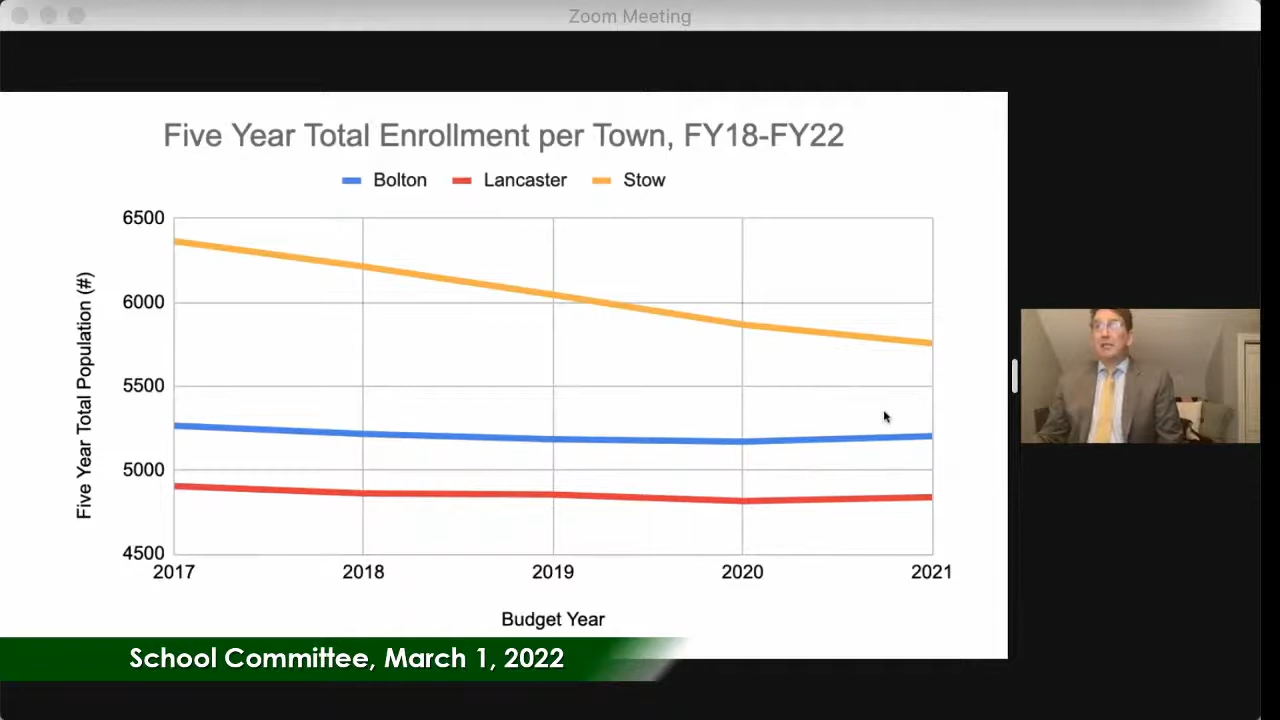 Zoom Meeting
Five Year Total Enrollment per Town, FY18-FY22
Bolton Lancaster Stow
Five Year Total Population (#)
6500
6000
5500
5000
4500
2017 2018 2019 2020 2021
Budget Year
School Committee, March 1, 2022